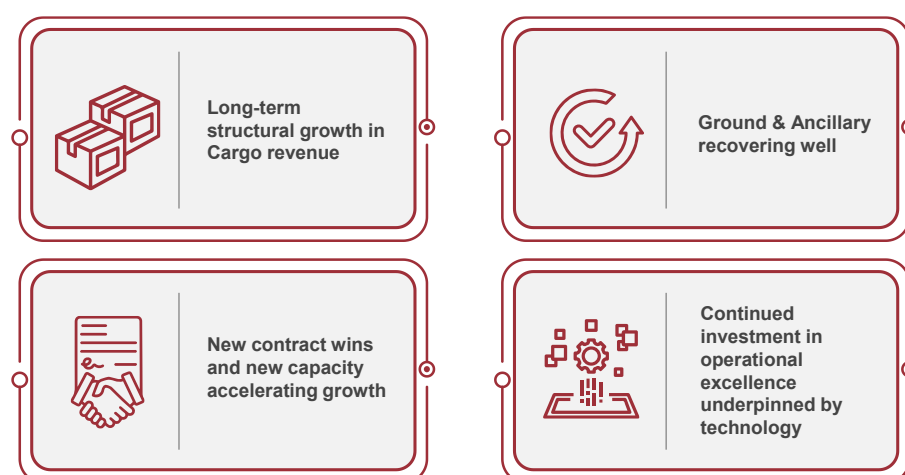 Long-term
structural growth in
Cargo revenue
Ground & Ancillary
recovering well
New contract wins
and new capacity
accelerating growth
Continued
investment in
operational
excellence
underpinned by
technology